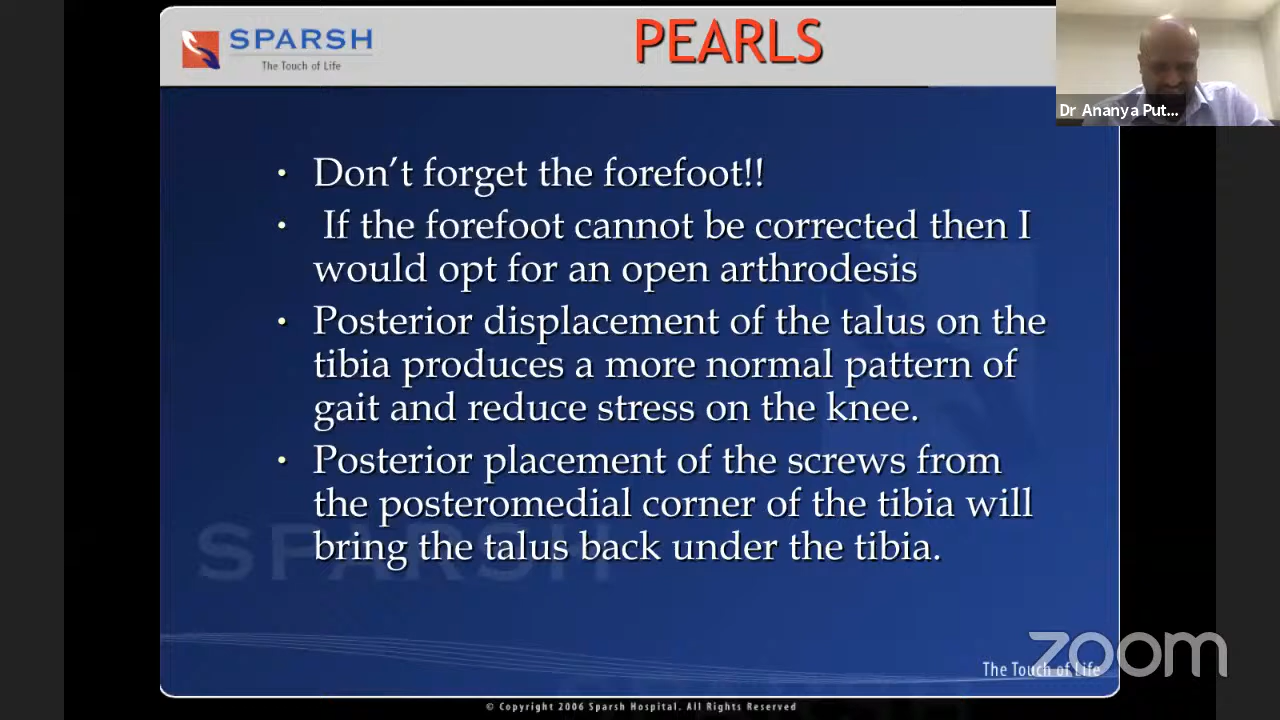 SPARSH
The Touch of Life
PEARLS
Dr Ananya Put...
• Don't forget the forefoot!!
• If the forefoot cannot be corrected then I
would opt for an open arthrodesis
• Posterior displacement of the talus on the
tibia produces a more normal pattern of
gait and reduce stress on the knee.
• Posterior placement of the screws from
the posteromedial corner of the tibia will
bring the talus back under the tibia.
SPARSH
zoom
The Touch of Life
© Copyright 2006 Sparsh Hospital. All Rights Reserved